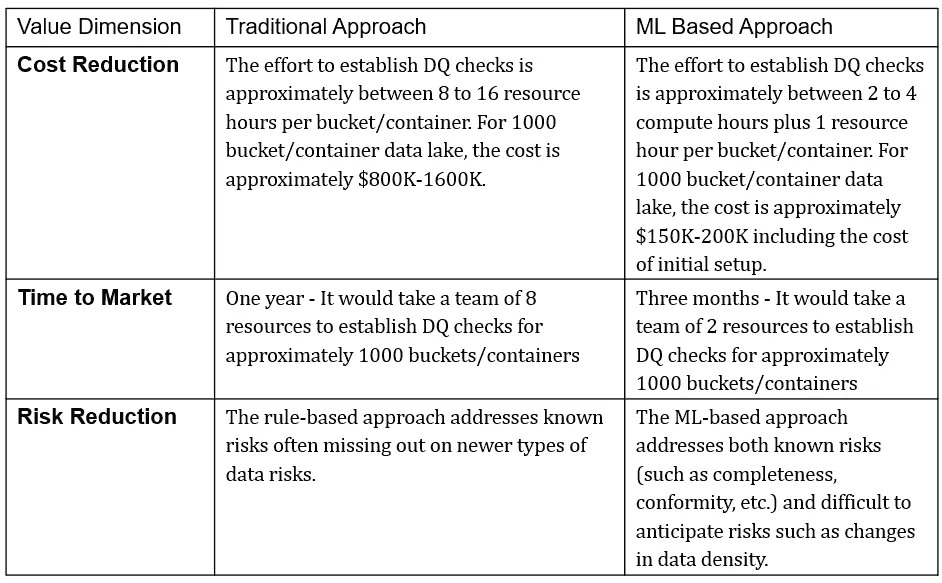 Value Dimension
Traditional Approach
ML Based Approach
Cost Reduction
The effort to establish DQ checks is
approximately between 8 to 16 resource
hours per bucket/container. For 1000
bucket/container data lake, the cost is
approximately $800K-1600K.
The effort to establish DQ checks
is approximately between 2 to 4
compute hours plus 1 resource
hour per bucket/container. For
1000 bucket/container data
lake, the cost is approximately
$150K-200K including the cost
of initial setup.
Time to Market
One year - It would take a team of 8
resources to establish DQ checks for
approximately 1000 buckets/containers
Three months - It would take a
team of 2 resources to establish
DQ checks for approximately
1000 buckets/containers
Risk Reduction
The rule-based approach addresses known
risks often missing out on newer types of
data risks.
The ML-based approach
addresses both known risks
(such as completeness,
conformity, etc.) and difficult to
anticipate risks such as changes
in data density.